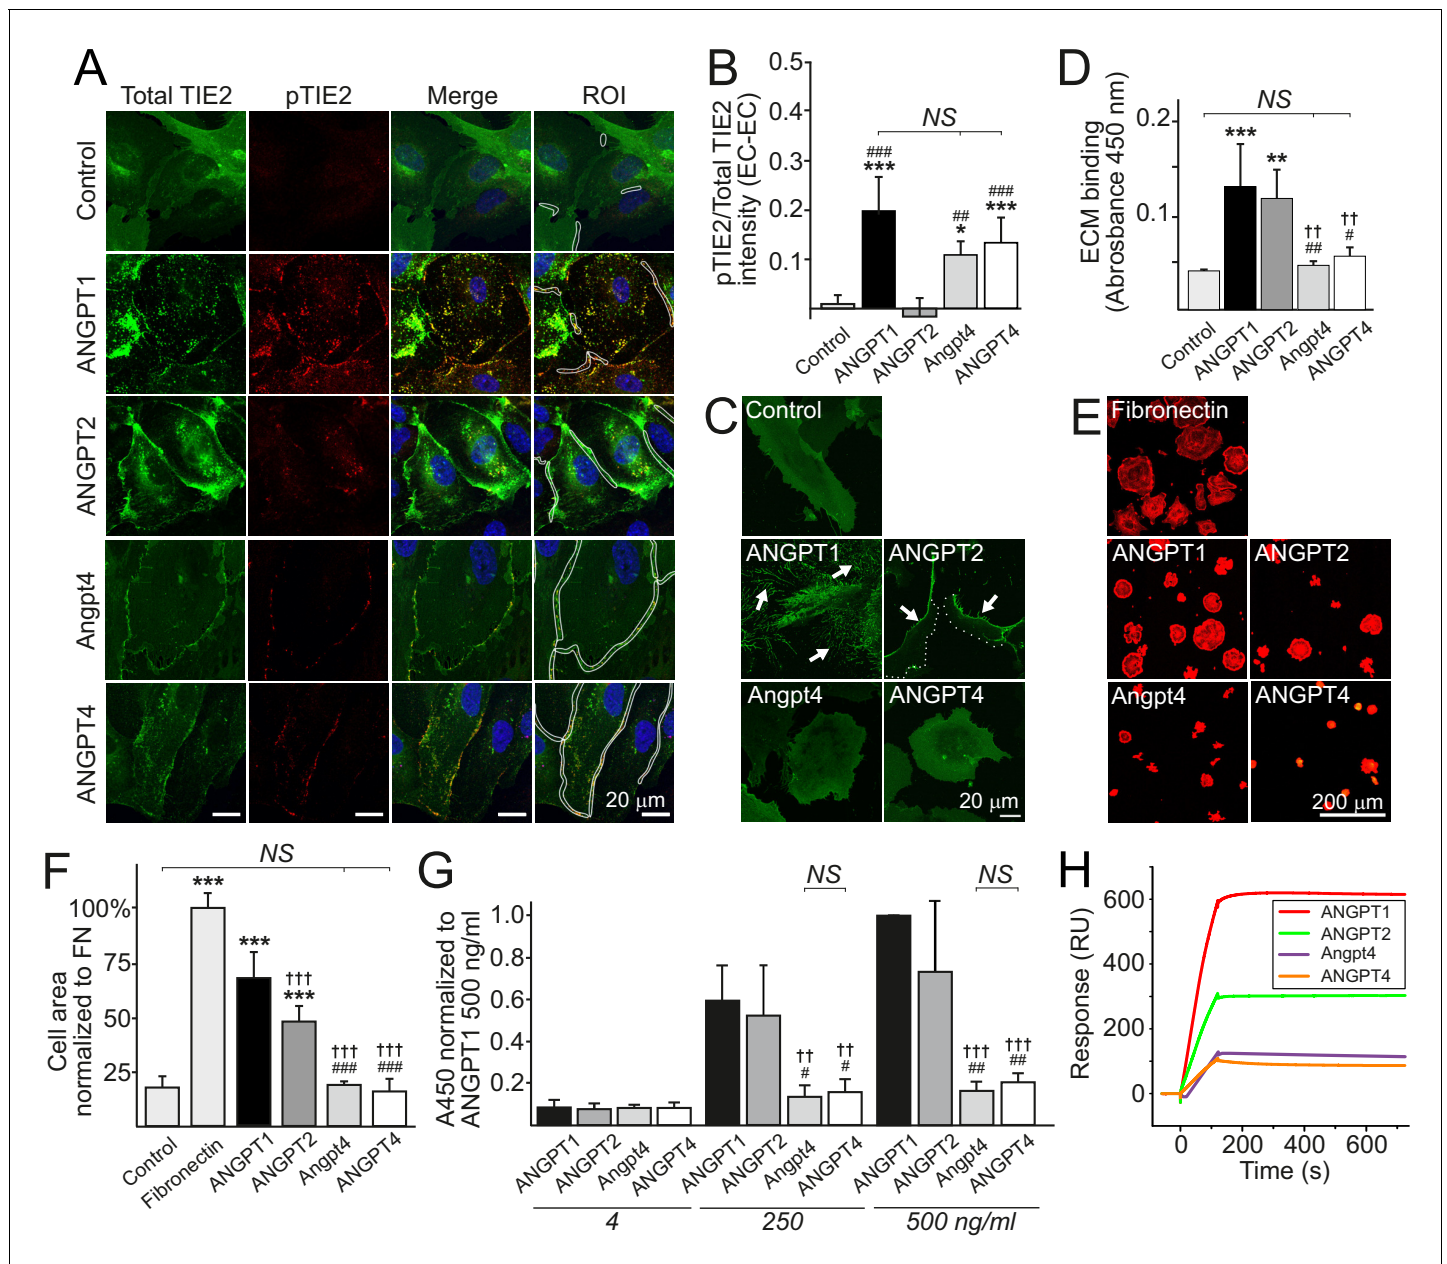 A
Total TIE2 pTIE2 Merge ROI
Control
ANGPT1
ANGPT2
Angpt4
ANGPT4
20 μm
B
pTIE2/Total TIE2
intensity (EC-EC)
0.5
0.4
0.3
0.2
0.1
NS
###
***
##
*
###
***
Control ANGPT1 ANGPT2 Angpt4 ANGPT4
C
Control
ANGPT1 ANGPT2
Angpt4 ANGPT4
20 μm
D
ECM binding
(Abrosbance 450 nm)
0.2
0.1
NS
***
**
††
##
††
#
Control ANGPT1 ANGPT2 Angpt4 ANGPT4
E
Fibronectin
ANGPT1 ANGPT2
Angpt4 ANGPT4
200 μm
F
Cell area
normalized to FN
100%
75
50
25
NS
***
***
†††
***
†††
###
†††
###
Control Fibronectin ANGPT1 ANGPT2 Angpt4 ANGPT4
G
A450 normalized to
ANGPT1 500 ng/ml
1.0
0.8
0.6
0.4
0.2
NS
NS
††
#
††
#
†††
##
†††
##
ANGPT1 ANGPT2 Angpt4 ANGPT4 ANGPT1 ANGPT2 Angpt4 ANGPT4 ANGPT1 ANGPT2 Angpt4 ANGPT4
4 250 500 ng/ml
H
Response (RU)
600
400
200
0
ANGPT1
ANGPT2
Angpt4
ANGPT4
0 200 400 600
Time (s)